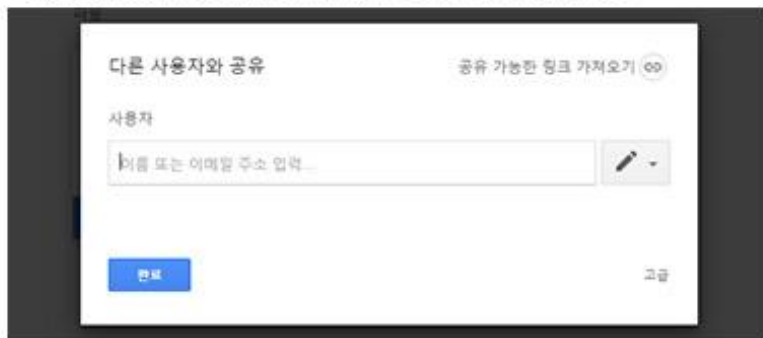 다른 사용자와 공유
공유 가능한 링크 가져오기
사용자
이름 또는 이메일 주소 입력...
완료
고급